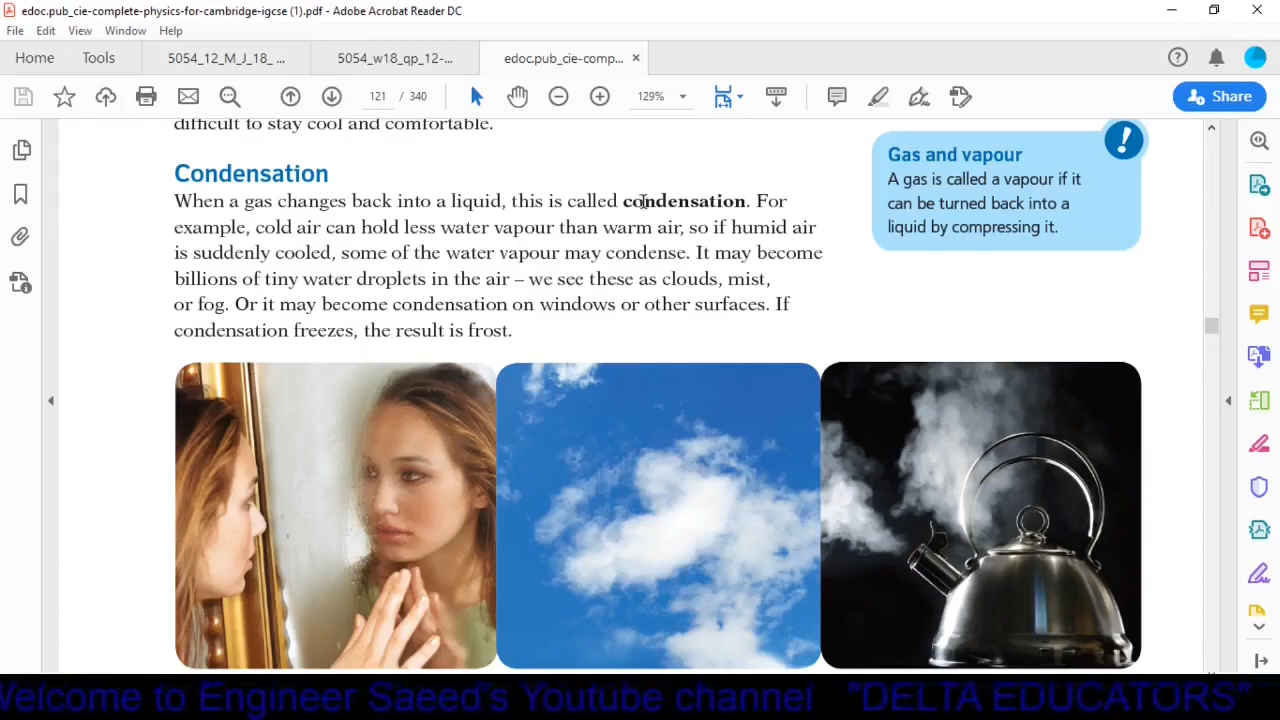 edoc.pub_cie-complete-physics-for-cambridge-igcse (1).pdf - Adobe Acrobat Reader DC
File Edit View Window Help
Home Tools 5054_12_M_J_18_ ... 5054_w18_qp_12-... edoc.pub_cie-comp... ×
121 / 340 129% Share
difficult to stay cool and comfortable.
Condensation
When a gas changes back into a liquid, this is called condensation. For
example, cold air can hold less water vapour than warm air, so if humid air
is suddenly cooled, some of the water vapour may condense. It may become
billions of tiny water droplets in the air – we see these as clouds, mist,
or fog. Or it may become condensation on windows or other surfaces. If
condensation freezes, the result is frost.
Gas and vapour
A gas is called a vapour if it
can be turned back into a
liquid by compressing it.
Welcome to Engineer Saeed's Youtube channel "DELTA EDUCATORS"